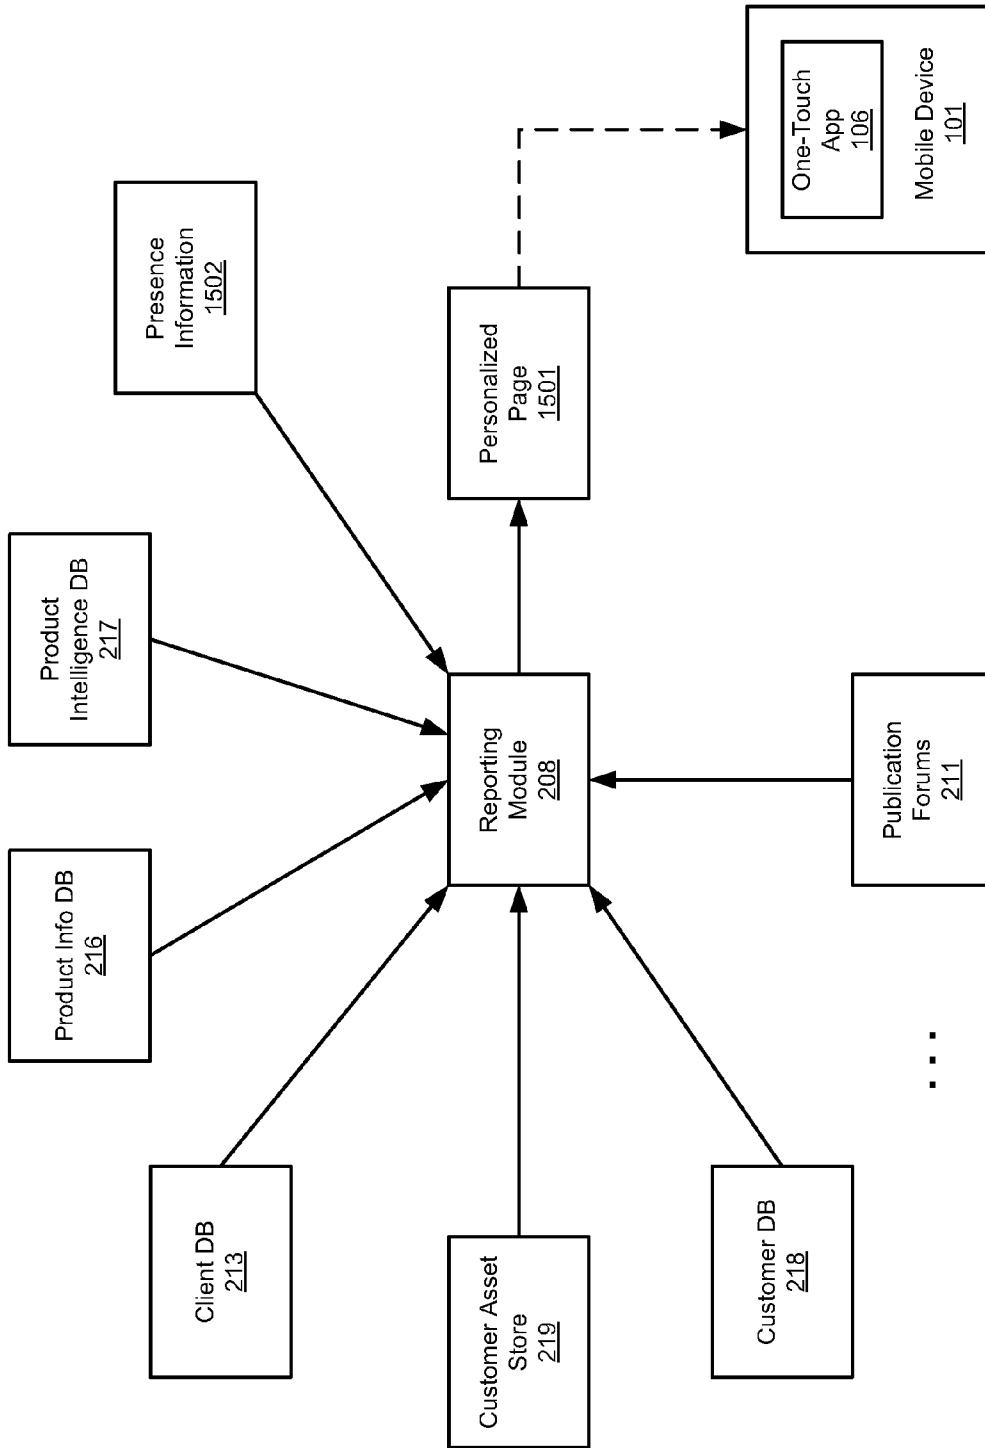 Product Info DB
216
Product
Intelligence DB
217
Presence
Information
1502
Client DB
213
Customer Asset
Store
219
Reporting
Module
208
Personalized
Page
1501
One-Touch
App
106
Mobile Device
101
Customer DB
218
. . .
Publication
Forums
211